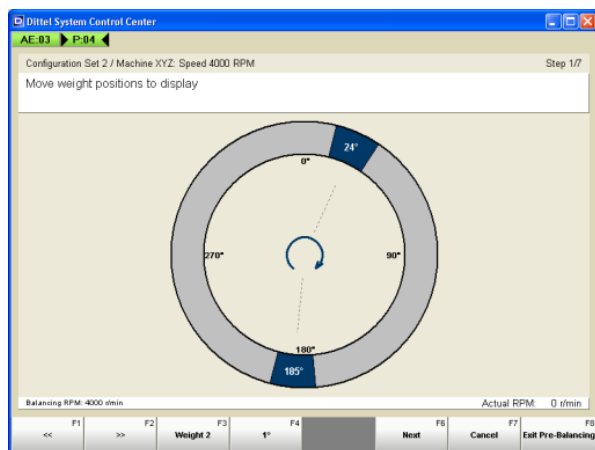 Dittel System Control Center
AE:03 P:04
Configuration Set 2 / Machine XYZ: Speed 4000 RPM Step 1/7
Move weight positions to display
24°
0°
270° 90°
180°
185°
Balancing RPM: 4000 r/min Actual RPM: 0 r/min
F1 F2 F3 F4 F6 F7 F8
<< >> Weight 2 1° Next Cancel Exit Pre-Balancing